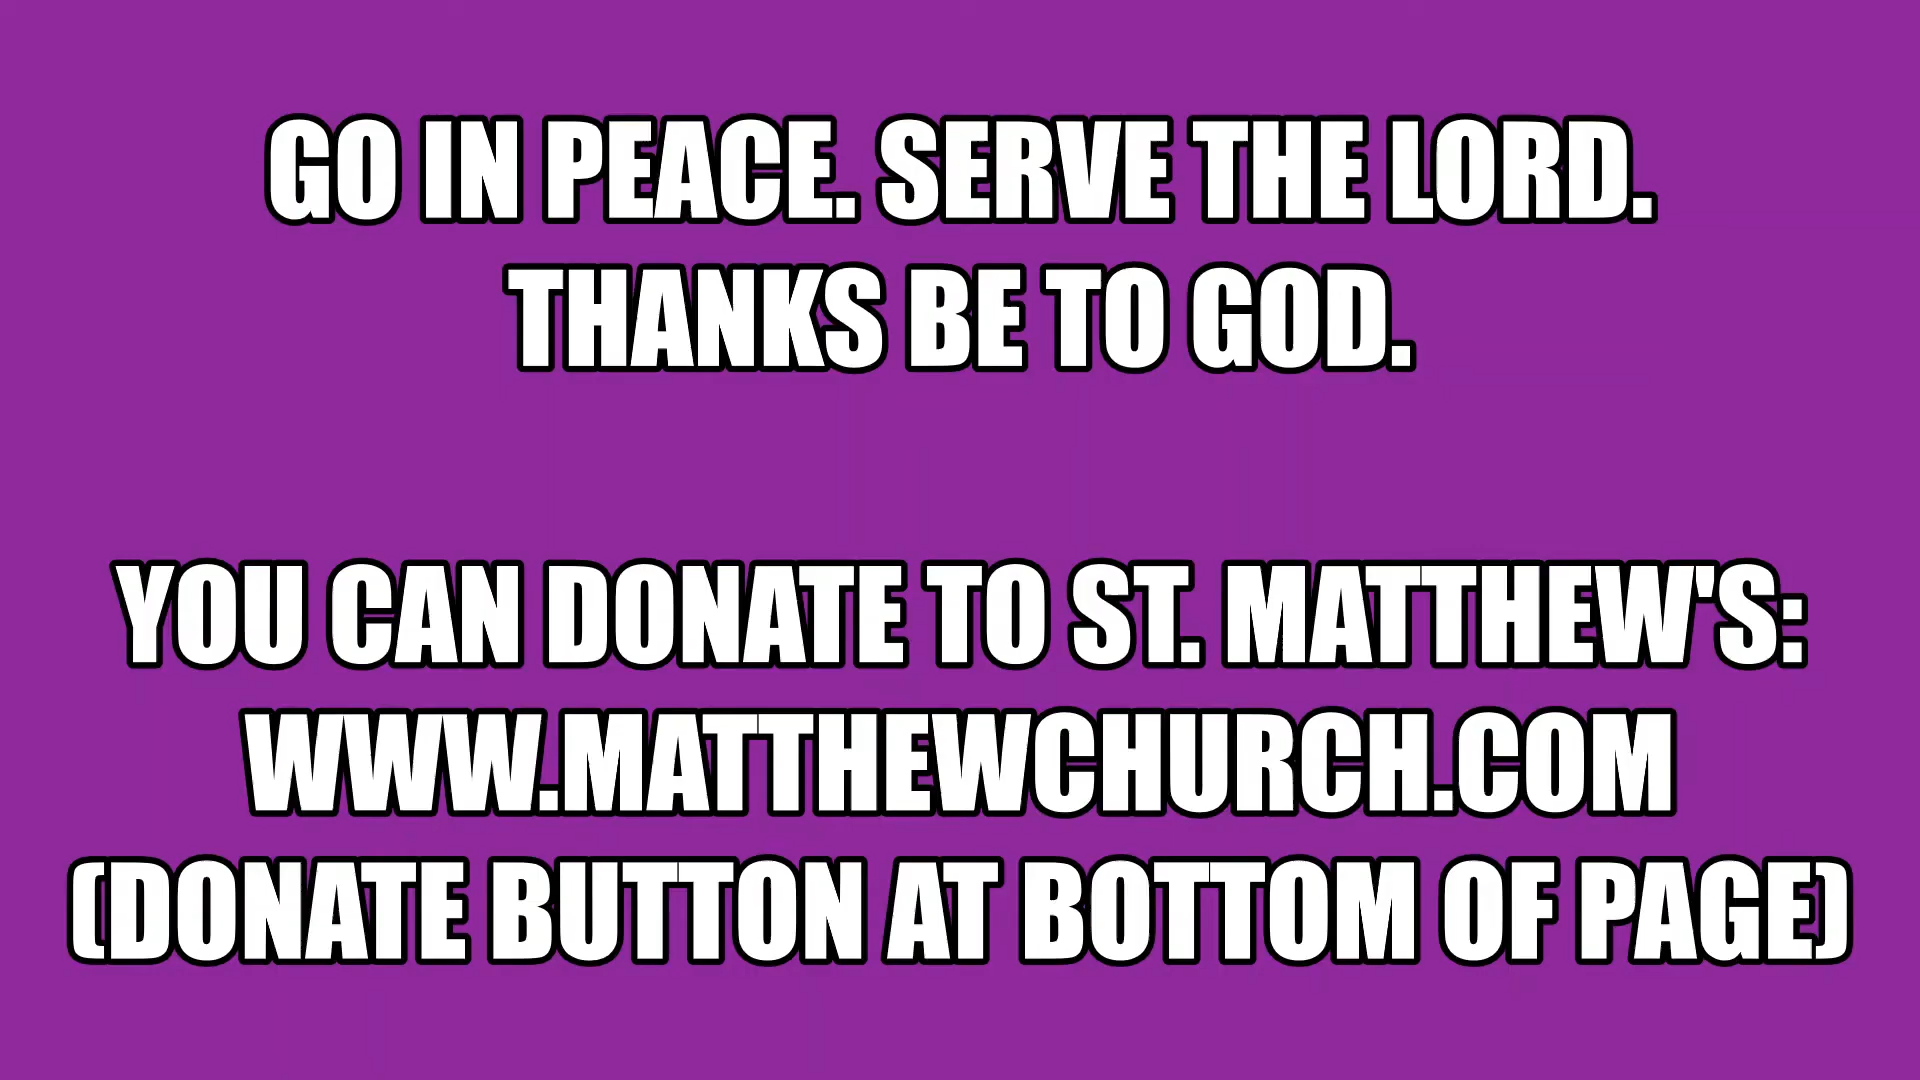 GO IN PEACE. SERVE THE LORD.
THANKS BE TO GOD.
YOU CAN DONATE TO ST. MATTHEW'S:
WWW.MATTHEWCHURCH.COM
(DONATE BUTTON AT BOTTOM OF PAGE)